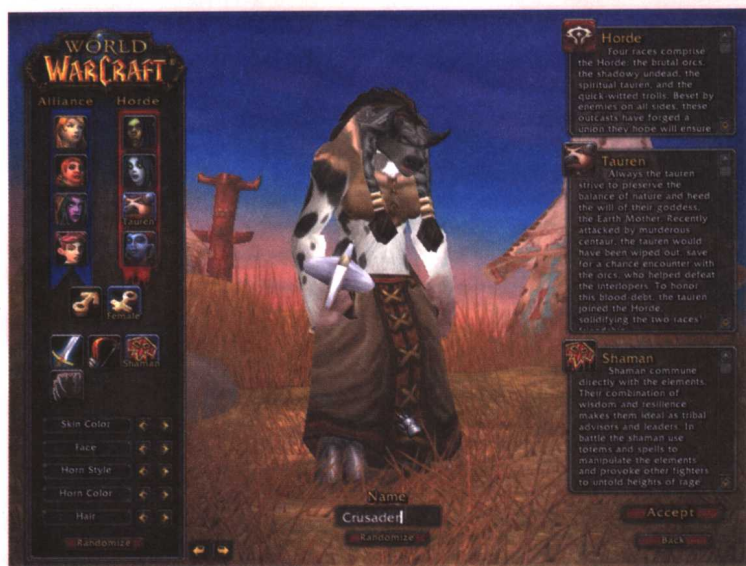 WORLD
WARCRAFT
Alliance Horde
Tauren
Female
Shaman
Skin Color
Face
Horn Style
Horn Color
Hair
Randomize
Name
Crusader
Randomize
Horde
Four races comprise
the Horde: the brutal orcs,
the shadowy undead, the
spiritual tauren, and the
quick-witted trolls. Beset by
enemies on all sides, these
outcasts have forged a
union they hope will ensure
Tauren
Always the tauren
strive to preserve the
balance of nature and heed
the will of their goddess,
the Earth Mother. Recently
attacked by murderous
centaur, the tauren would
have been wiped out, save
for a chance encounter with
the orcs, who helped defeat
the interlopers. To honor
this blood-debt, the tauren
joined the Horde,
solidifying the two races'
Shaman
Shaman commune
directly with the elements.
Their combination of
wisdom and resilience
makes them ideal as tribal
advisors and leaders. In
battle the shaman use
totems and spells to
manipulate the elements
and provoke other fighters
to untold heights of rage
Accept
Back